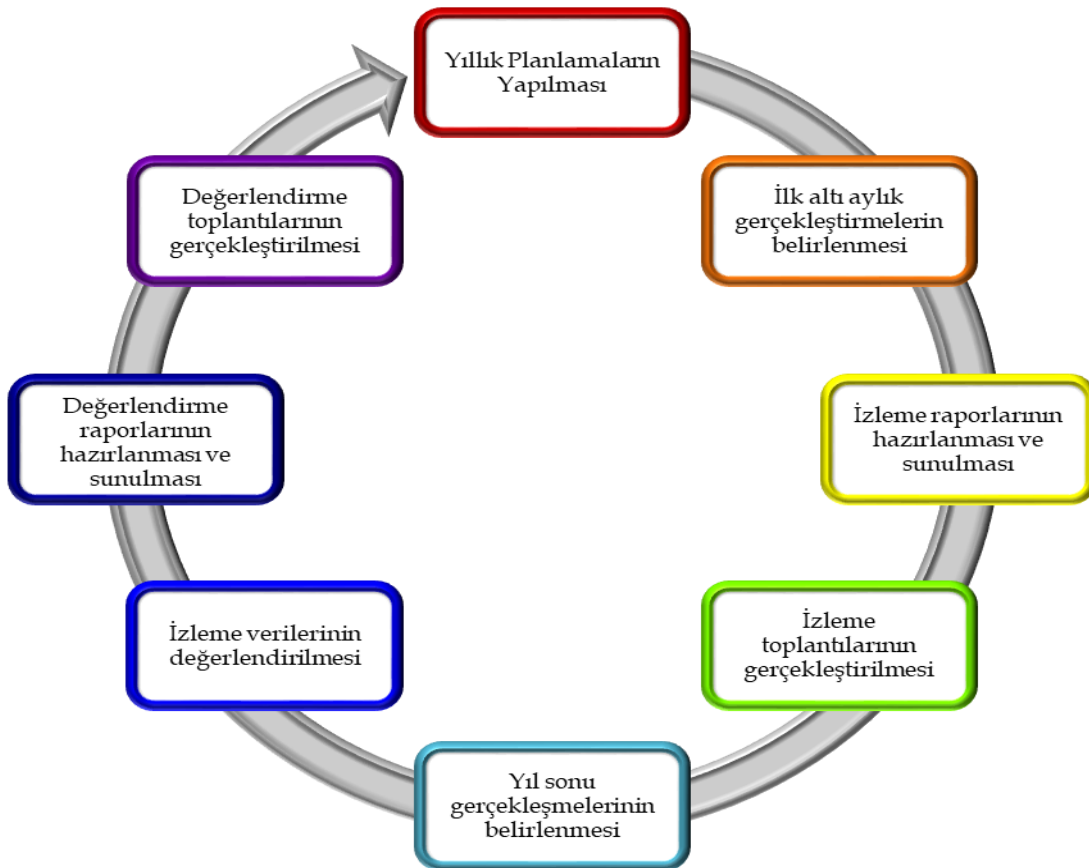 Yıllık Planlamaların
Yapılması
İlk altı aylık
gerçekleştirmelerin
belirlenmesi
İzleme raporlarının
hazırlanması ve
sunulması
İzleme
toplantılarının
gerçekleştirilmesi
Yıl sonu
gerçekleşmelerinin
belirlenmesi
İzleme verilerinin
değerlendirilmesi
Değerlendirme
raporlarının
hazırlanması ve
sunulması
Değerlendirme
toplantılarının
gerçekleştirilmesi